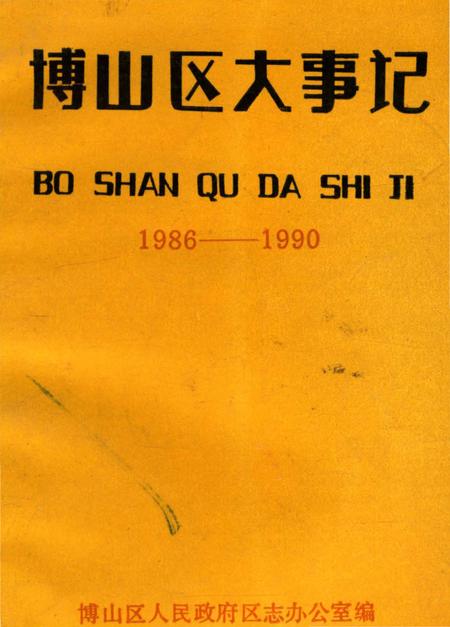 博山区大事记
BO SHAN QU DA SHI JI
1986——1990
博山区人民政府区志办公室编